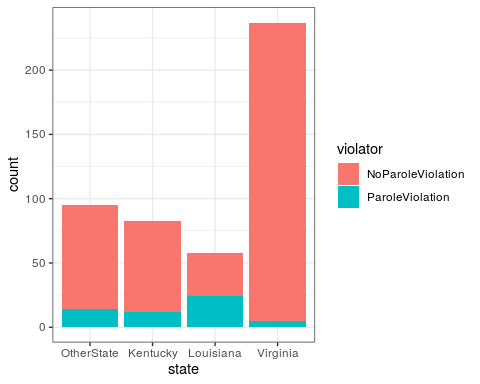 200
150
100
50
0
count
OtherState Kentucky Louisiana Virginia
state
violator
NoParoleViolation
ParoleViolation